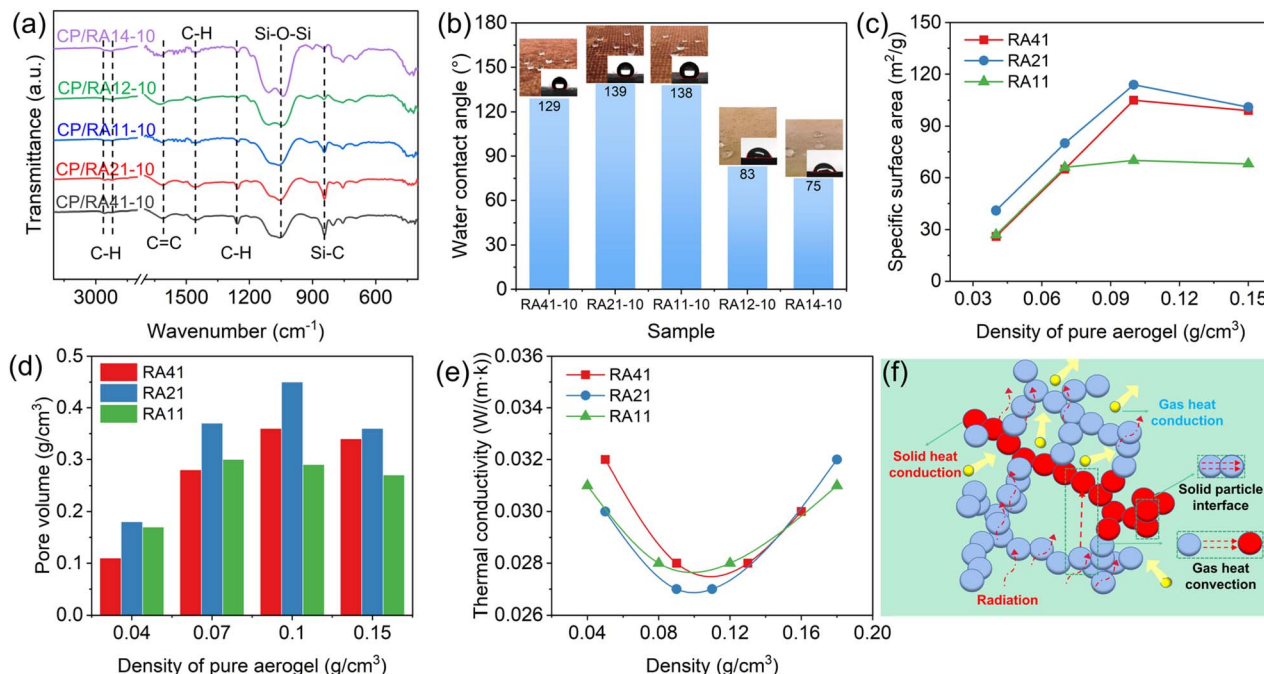 (a)
CP/RA14-10
CP/RA12-10
CP/RA11-10
CP/RA21-10
CP/RA41-10
C-H
Si-O-Si
C-H
C=C
C-H
Si-C
Transmittance (a.u.)
3000
1500
1200
900
600
Wavenumber (cm⁻¹)
(b)
Water contact angle (°)
180
150
120
90
60
30
0
129
139
138
83
75
RA41-10
RA21-10
RA11-10
RA12-10
RA14-10
Sample
(c)
Specific surface area (m²/g)
150
120
90
60
30
0
RA41
RA21
RA11
0.03
0.06
0.09
0.12
0.15
Density of pure aerogel (g/cm³)
(d)
Pore volume (g/cm³)
0.5
0.4
0.3
0.2
0.1
0.0
RA41
RA21
RA11
0.04
0.07
0.1
0.15
Density of pure aerogel (g/cm³)
(e)
Thermal conductivity (W/(m·k))
0.036
0.034
0.032
0.030
0.028
0.026
RA41
RA21
RA11
0.04
0.08
0.12
0.16
0.20
Density (g/cm³)
(f)
Gas heat
conduction
Solid heat
conduction
Solid particle
interface
Gas heat
convection
Radiation